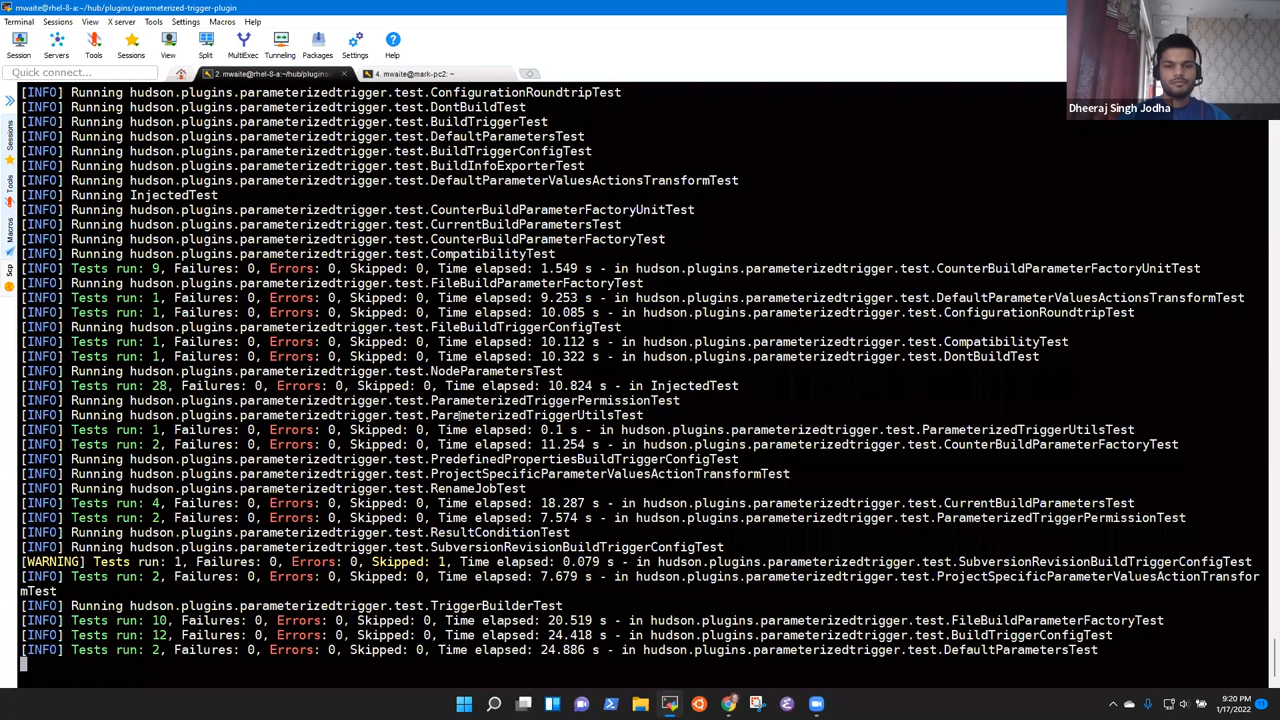 mwaite@rhel-8-a:~/hub/plugins/parameterized-trigger-plugin
Terminal Sessions View X server Tools Settings Macros Help
Session Servers Tools Sessions View Split MultiExec Tunneling Packages Settings Help
Quick connect...
2. mwaite@rhel-8-a:~/hub/plugins
4. mwaite@mark-pc2: ~
Dheeraj Singh Jodha
Sessions
Tools
Macros
Scp
[INFO] Running hudson.plugins.parameterizedtrigger.test.ConfigurationRoundtripTest
[INFO] Running hudson.plugins.parameterizedtrigger.test.DontBuildTest
[INFO] Running hudson.plugins.parameterizedtrigger.test.BuildTriggerTest
[INFO] Running hudson.plugins.parameterizedtrigger.test.DefaultParametersTest
[INFO] Running hudson.plugins.parameterizedtrigger.test.BuildTriggerConfigTest
[INFO] Running hudson.plugins.parameterizedtrigger.test.BuildInfoExporterTest
[INFO] Running hudson.plugins.parameterizedtrigger.test.DefaultParameterValuesActionsTransformTest
[INFO] Running InjectedTest
[INFO] Running hudson.plugins.parameterizedtrigger.test.CounterBuildParameterFactoryUnitTest
[INFO] Running hudson.plugins.parameterizedtrigger.test.CurrentBuildParametersTest
[INFO] Running hudson.plugins.parameterizedtrigger.test.CounterBuildParameterFactoryTest
[INFO] Running hudson.plugins.parameterizedtrigger.test.CompatibilityTest
[INFO] Tests run: 9, Failures: 0, Errors: 0, Skipped: 0, Time elapsed: 1.549 s - in hudson.plugins.parameterizedtrigger.test.CounterBuildParameterFactoryUnitTest
[INFO] Running hudson.plugins.parameterizedtrigger.test.FileBuildParameterFactoryTest
[INFO] Tests run: 1, Failures: 0, Errors: 0, Skipped: 0, Time elapsed: 9.253 s - in hudson.plugins.parameterizedtrigger.test.DefaultParameterValuesActionsTransformTest
[INFO] Tests run: 1, Failures: 0, Errors: 0, Skipped: 0, Time elapsed: 10.085 s - in hudson.plugins.parameterizedtrigger.test.ConfigurationRoundtripTest
[INFO] Running hudson.plugins.parameterizedtrigger.test.FileBuildTriggerConfigTest
[INFO] Tests run: 1, Failures: 0, Errors: 0, Skipped: 0, Time elapsed: 10.112 s - in hudson.plugins.parameterizedtrigger.test.CompatibilityTest
[INFO] Tests run: 1, Failures: 0, Errors: 0, Skipped: 0, Time elapsed: 10.322 s - in hudson.plugins.parameterizedtrigger.test.DontBuildTest
[INFO] Running hudson.plugins.parameterizedtrigger.test.NodeParametersTest
[INFO] Tests run: 28, Failures: 0, Errors: 0, Skipped: 0, Time elapsed: 10.824 s - in InjectedTest
[INFO] Running hudson.plugins.parameterizedtrigger.test.ParameterizedTriggerPermissionTest
[INFO] Running hudson.plugins.parameterizedtrigger.test.ParameterizedTriggerUtilsTest
[INFO] Tests run: 1, Failures: 0, Errors: 0, Skipped: 0, Time elapsed: 0.1 s - in hudson.plugins.parameterizedtrigger.test.ParameterizedTriggerUtilsTest
[INFO] Tests run: 2, Failures: 0, Errors: 0, Skipped: 0, Time elapsed: 11.254 s - in hudson.plugins.parameterizedtrigger.test.CounterBuildParameterFactoryTest
[INFO] Running hudson.plugins.parameterizedtrigger.test.PredefinedPropertiesBuildTriggerConfigTest
[INFO] Running hudson.plugins.parameterizedtrigger.test.ProjectSpecificParameterValuesActionTransformTest
[INFO] Running hudson.plugins.parameterizedtrigger.test.RenameJobTest
[INFO] Tests run: 4, Failures: 0, Errors: 0, Skipped: 0, Time elapsed: 18.287 s - in hudson.plugins.parameterizedtrigger.test.CurrentBuildParametersTest
[INFO] Tests run: 2, Failures: 0, Errors: 0, Skipped: 0, Time elapsed: 7.574 s - in hudson.plugins.parameterizedtrigger.test.ParameterizedTriggerPermissionTest
[INFO] Running hudson.plugins.parameterizedtrigger.test.ResultConditionTest
[INFO] Running hudson.plugins.parameterizedtrigger.test.SubversionRevisionBuildTriggerConfigTest
[WARNING] Tests run: 1, Failures: 0, Errors: 0, Skipped: 1, Time elapsed: 0.079 s - in hudson.plugins.parameterizedtrigger.test.SubversionRevisionBuildTriggerConfigTest
[INFO] Tests run: 2, Failures: 0, Errors: 0, Skipped: 0, Time elapsed: 7.679 s - in hudson.plugins.parameterizedtrigger.test.ProjectSpecificParameterValuesActionTransfor
mTest
[INFO] Running hudson.plugins.parameterizedtrigger.test.TriggerBuilderTest
[INFO] Tests run: 10, Failures: 0, Errors: 0, Skipped: 0, Time elapsed: 20.519 s - in hudson.plugins.parameterizedtrigger.test.FileBuildParameterFactoryTest
[INFO] Tests run: 12, Failures: 0, Errors: 0, Skipped: 0, Time elapsed: 24.418 s - in hudson.plugins.parameterizedtrigger.test.BuildTriggerConfigTest
[INFO] Tests run: 2, Failures: 0, Errors: 0, Skipped: 0, Time elapsed: 24.886 s - in hudson.plugins.parameterizedtrigger.test.DefaultParametersTest
9:20 PM
1/17/2022